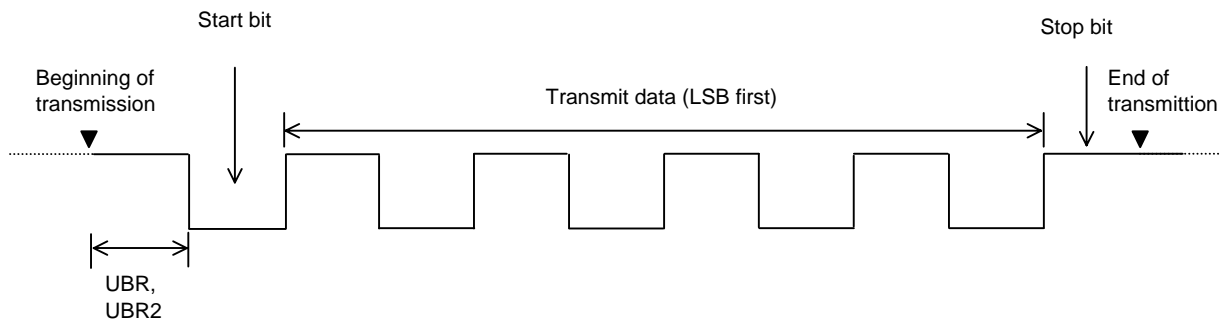 Start bit
Stop bit
Beginning of
transmission
Transmit data (LSB first)
End of
transmittion
UBR,
UBR2